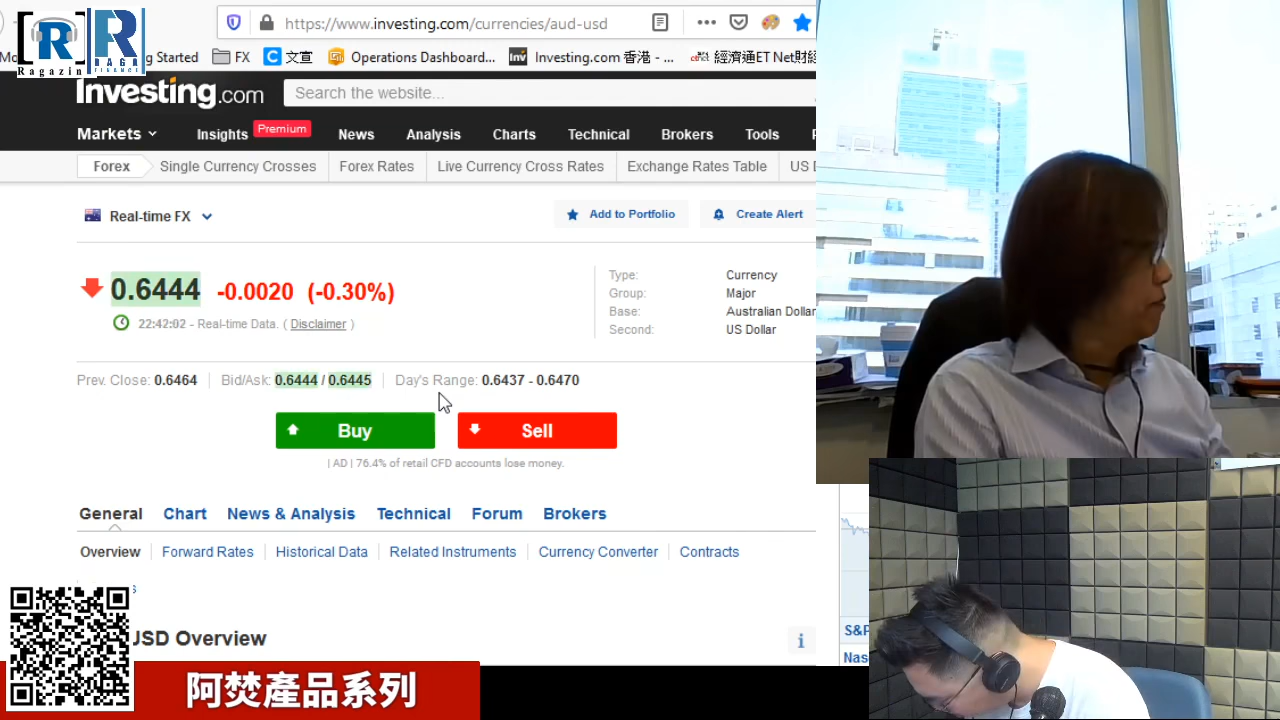 https://www.investing.com/currencies/aud-usd
[R R
Ragazin RAGA
FINANCE
ng Started FX 文宣 Operations Dashboard... Investing.com 香港 - ... 經濟通ET Net財經
Investing.com
Search the website...
Markets Insights Premium News Analysis Charts Technical Brokers Tools
Forex Single Currency Crosses Forex Rates Live Currency Cross Rates Exchange Rates Table US
Real-time FX
Add to Portfolio Create Alert
0.6444 -0.0020 (-0.30%)
22:42:02 - Real-time Data. ( Disclaimer )
Type: Currency
Group: Major
Base: Australian Dollar
Second: US Dollar
Prev. Close: 0.6464 Bid/Ask: 0.6444 / 0.6445 Day's Range: 0.6437 - 0.6470
Buy Sell
| AD | 76.4% of retail CFD accounts lose money.
General Chart News & Analysis Technical Forum Brokers
Overview Forward Rates Historical Data Related Instruments Currency Converter Contracts
USD Overview
S&P
Nas
阿焚產品系列